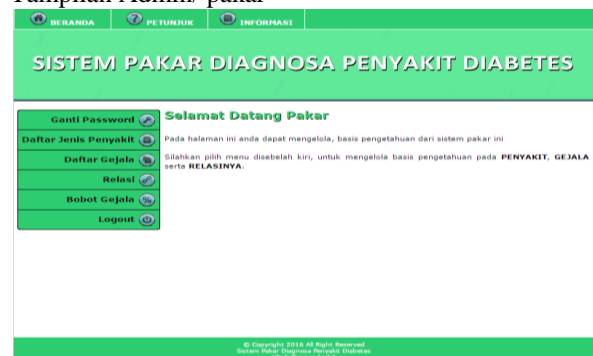 Tampilan Admin/ pakar
BERANDA PETUNJUK INFORMASI
SISTEM PAKAR DIAGNOSA PENYAKIT DIABETES
Ganti Password
Daftar Jenis Penyakit
Daftar Gejala
Relasi
Bobot Gejala
Logout
Selamat Datang Pakar
Pada halaman ini anda dapat mengelola, basis pengetahuan dari sistem pakar ini
Silahkan pilih menu disebelah kiri, untuk mengelola basis pengetahuan pada PENYAKIT, GEJALA
serta RELASINYA.
© Copyright 2016 All Right Reserved
Sistem Pakar Diagnosa Penyakit Diabetes